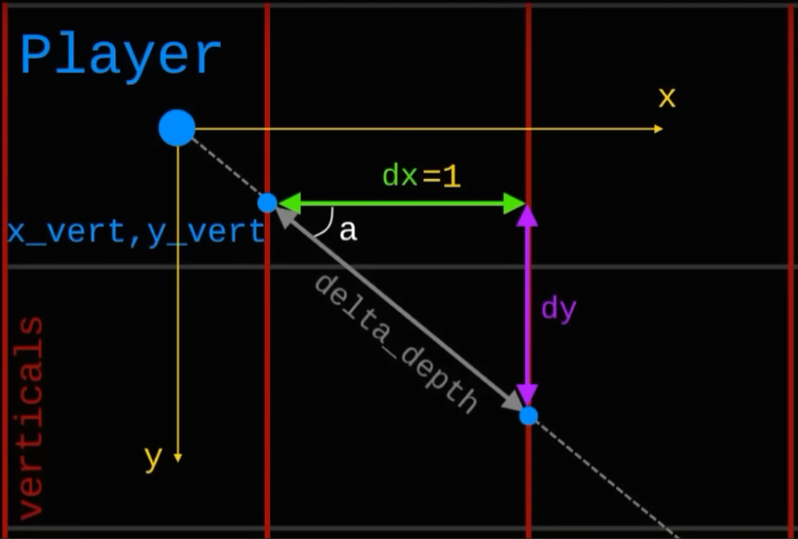 Player
x
dx=1
x_vert,y_vert
a
delta_depth
dy
verticals
y